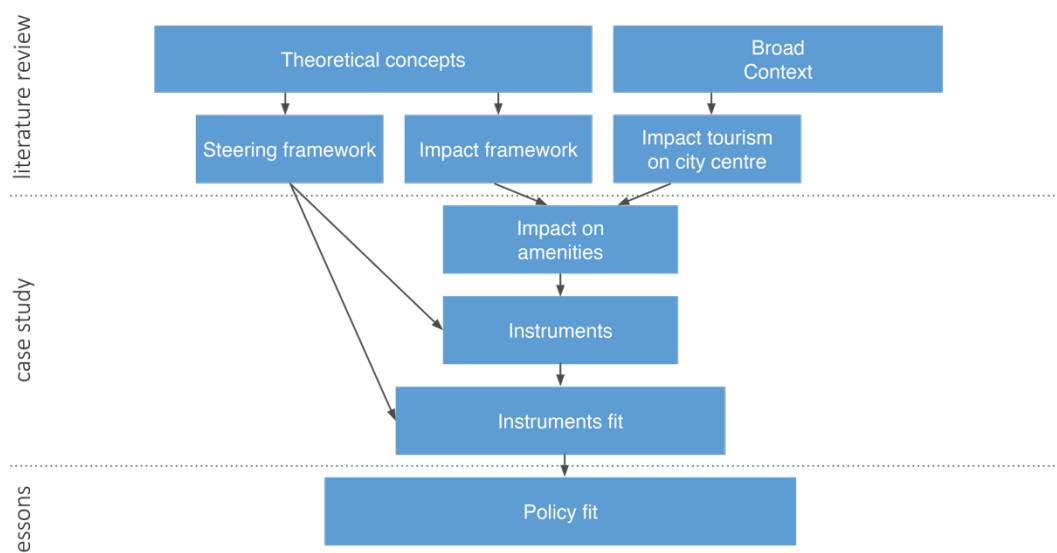 literature review
Theoretical concepts
Broad
Context
Steering framework
Impact framework
Impact tourism
on city centre
case study
Impact on
amenities
Instruments
Instruments fit
essons
Policy fit